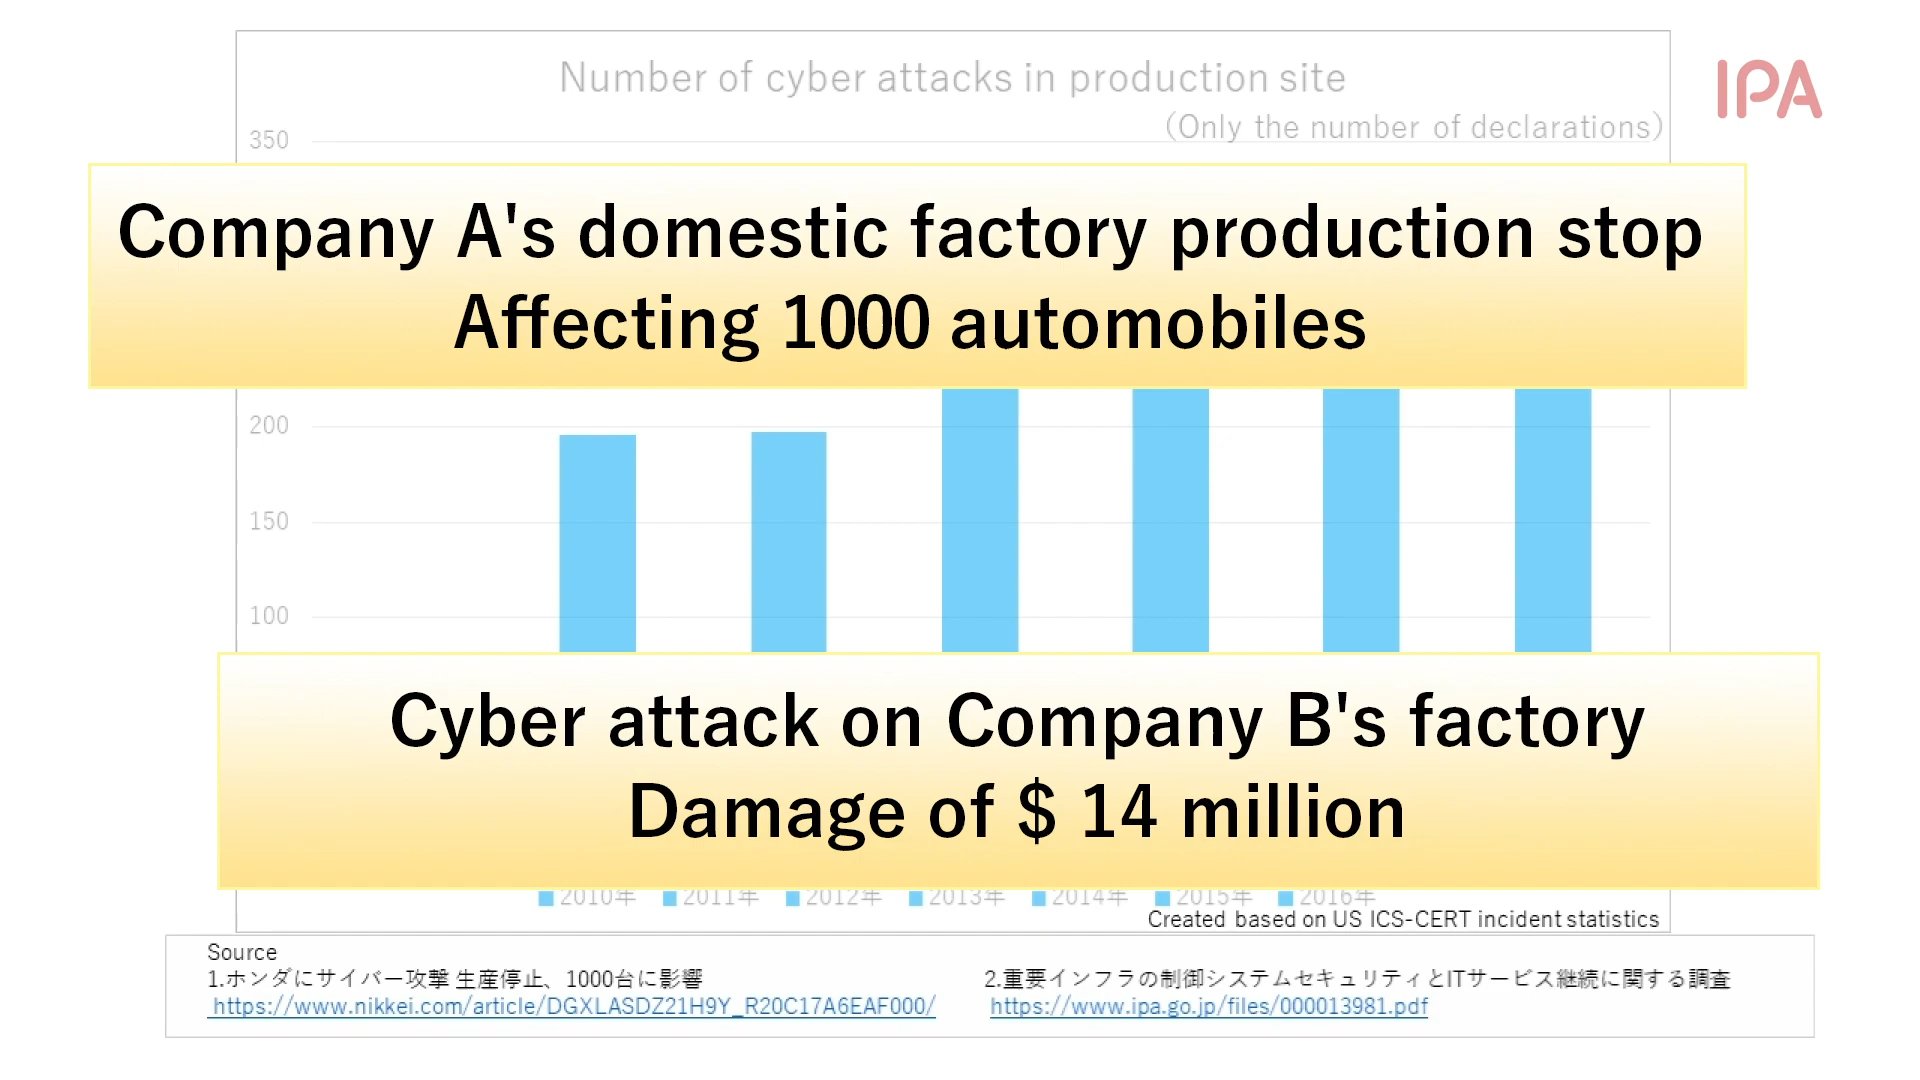 Number of cyber attacks in production site
(Only the number of declarations)
IPA
350
Company A's domestic factory production stop
Affecting 1000 automobiles
200
150
100
Cyber attack on Company B's factory
Damage of $ 14 million
2010年 2011年 2012年 2013年 2014年 2015年 2016年
Created based on US ICS-CERT incident statistics
Source
1.ホンダにサイバー攻撃 生産停止、1000台に影響
https://www.nikkei.com/article/DGXLASDZ21H9Y_R20C17A6EAF000/
2.重要インフラの制御システムセキュリティとITサービス継続に関する調査
https://www.ipa.go.jp/files/000013981.pdf